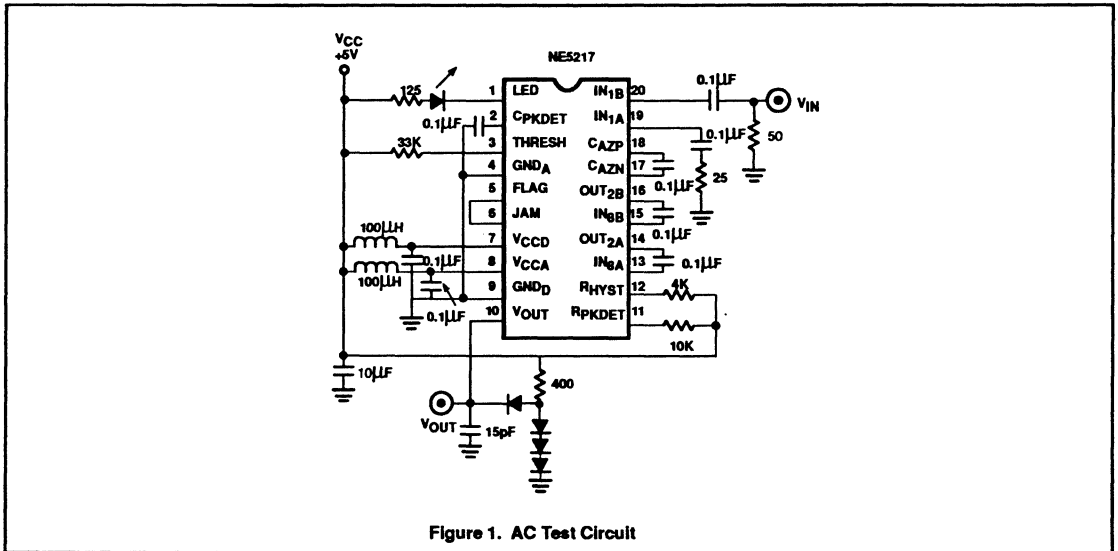 VCC
+5V
NE5217
125
1 LED
IN1B 20
0.1µF
VIN
0.1µF
2 CPKDET
IN1A 19
0.1µF
50
33K
3 THRESH
CAZP 18
4 GNDA
CAZN 17
0.1µF
25
5 FLAG
OUT2B 16
6 JAM
IN8B 15
0.1µF
100µH
7 VCCD
OUT2A 14
0.1µF
8 VCCA
IN8A 13
0.1µF
100µH
9 GNDD
RHYST 12
4K
0.1µF
10 VOUT
RPKDET 11
10K
10µF
400
VOUT
15pF
Figure 1. AC Test Circuit